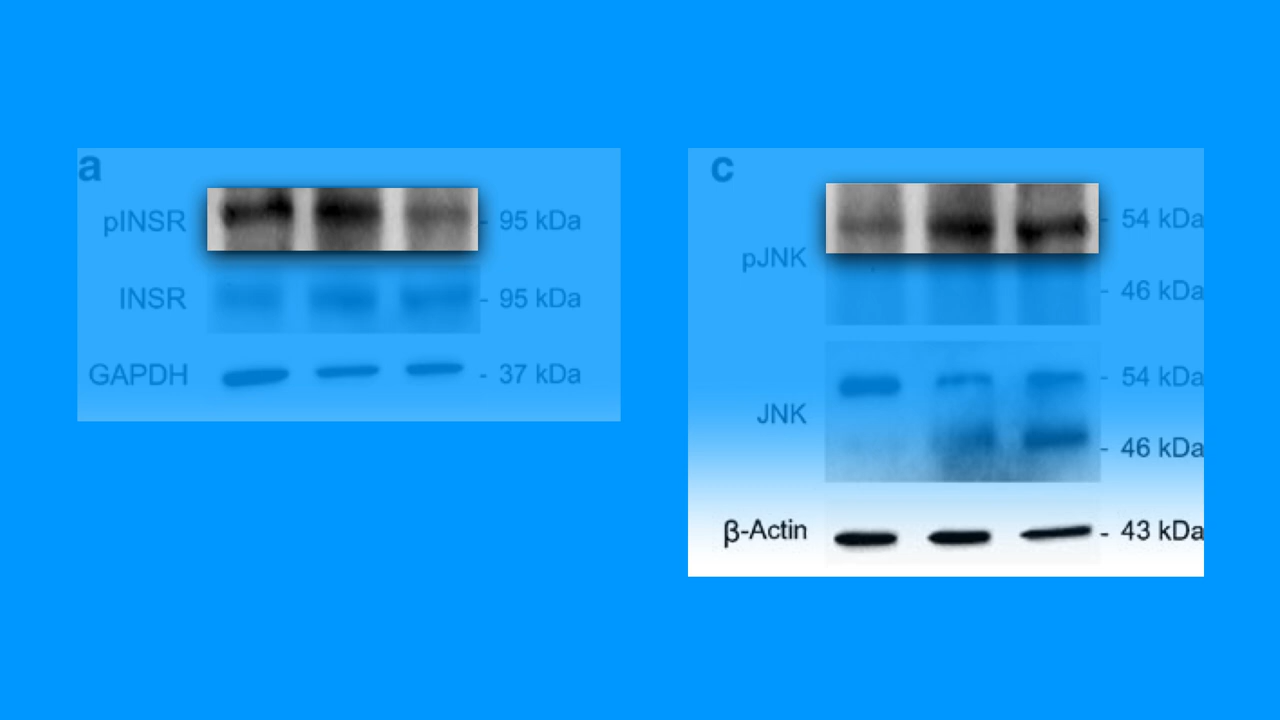 a
pINSR - 95 kDa
INSR - 95 kDa
GAPDH - 37 kDa
c
- 54 kDa
pJNK
- 46 kDa
- 54 kDa
JNK
- 46 kDa
β-Actin - 43 kDa